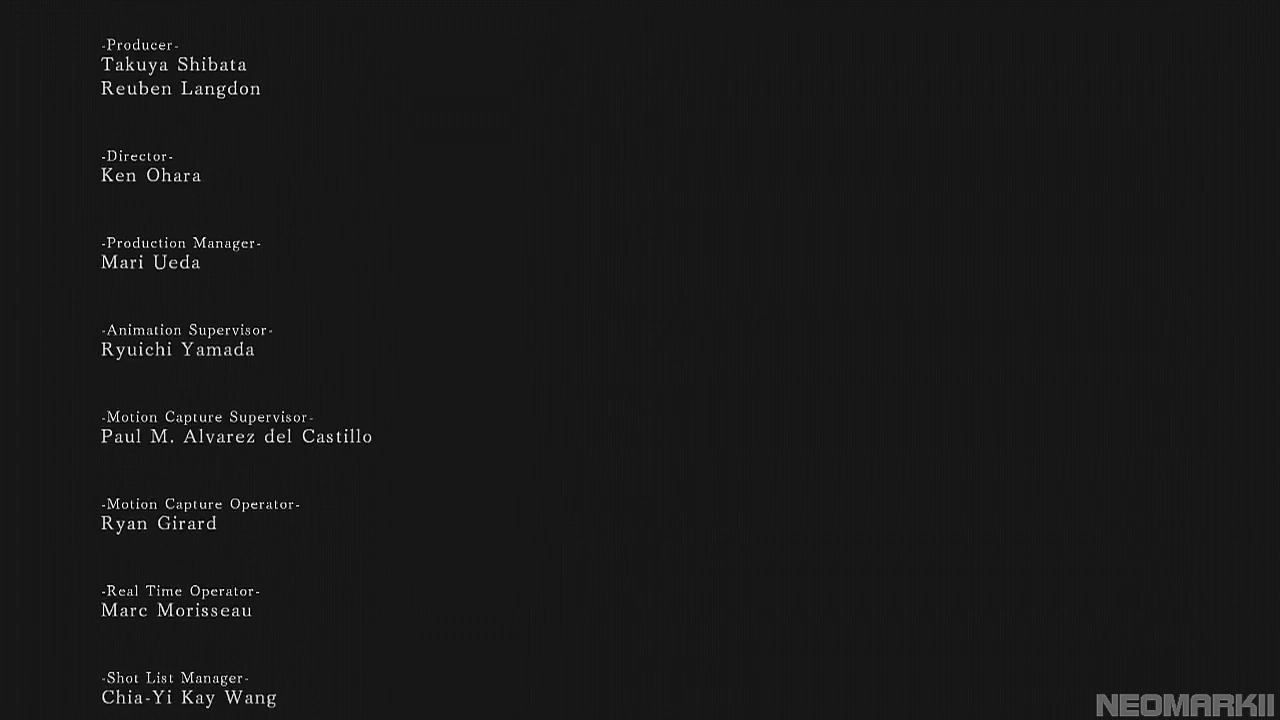 -Producer-
Takuya Shibata
Reuben Langdon
-Director-
Ken Ohara
-Production Manager-
Mari Ueda
-Animation Supervisor-
Ryuichi Yamada
-Motion Capture Supervisor-
Paul M. Alvarez del Castillo
-Motion Capture Operator-
Ryan Girard
-Real Time Operator-
Marc Morisseau
-Shot List Manager-
Chia-Yi Kay Wang
NEOMARKII